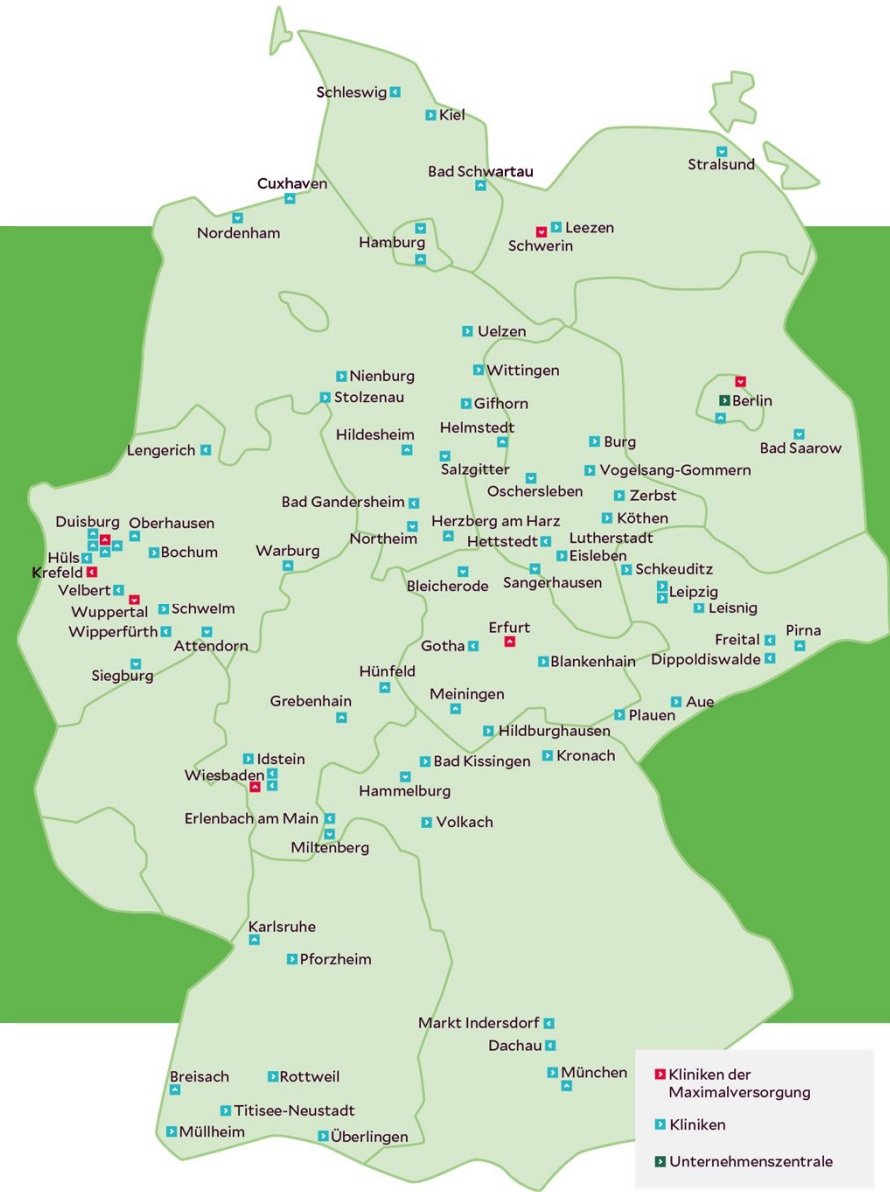 Schleswig
Kiel
Stralsund
Bad Schwartau
Cuxhaven
Nordenham
Hamburg
Leezen
Schwerin
Uelzen
Wittingen
Nienburg
Stolzenau
Gifhorn
Berlin
Helmstedt
Hildesheim
Burg
Bad Saarow
Lengerich
Salzgitter
Vogelsang-Gommern
Oschersleben
Zerbst
Bad Gandersheim
Köthen
Duisburg
Oberhausen
Herzberg am Harz
Northeim
Hettstedt
Lutherstadt
Eisleben
Bochum
Warburg
Hüls
Krefeld
Schkeuditz
Bleicherode
Sangerhausen
Velbert
Leipzig
Wuppertal
Schwelm
Leisnig
Wipperfürth
Attendorn
Erfurt
Gotha
Freital
Pirna
Siegburg
Blankenhain
Dippoldiswalde
Hünfeld
Grebenhain
Meiningen
Aue
Plauen
Hildburghausen
Idstein
Wiesbaden
Bad Kissingen
Kronach
Hammelburg
Erlenbach am Main
Volkach
Miltenberg
Karlsruhe
Pforzheim
Markt Indersdorf
Dachau
München
Breisach
Rottweil
Titisee-Neustadt
Müllheim
Überlingen
Kliniken der
Maximalversorgung
Kliniken
Unternehmenszentrale